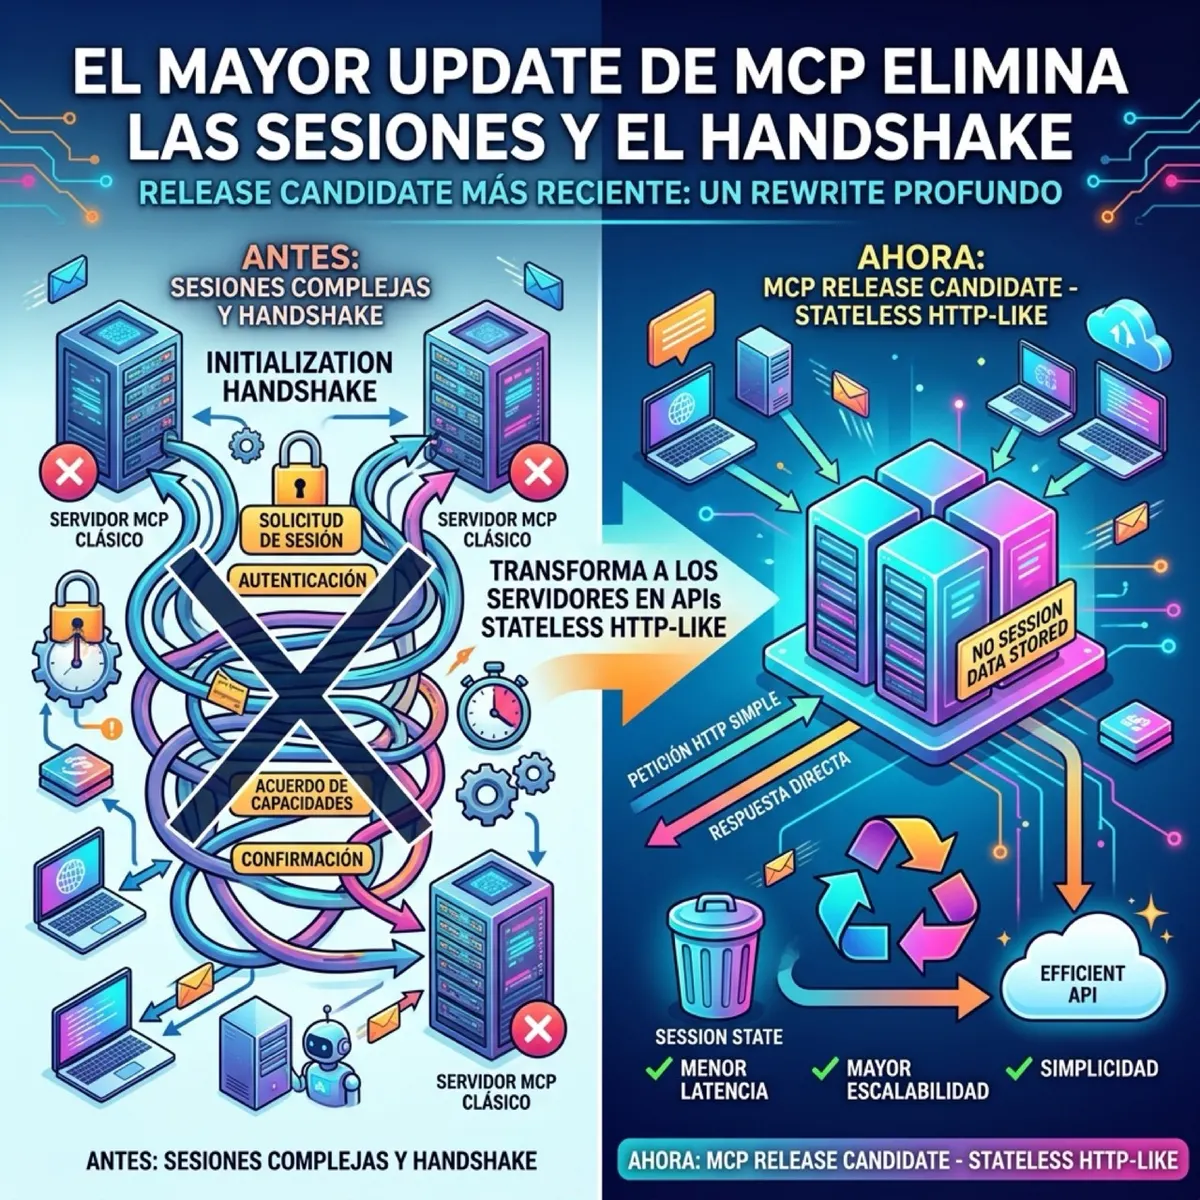 EL MAYOR UPDATE DE MCP ELIMINA
LAS SESIONES Y EL HANDSHAKE
RELEASE CANDIDATE MÁS RECIENTE: UN REWRITE PROFUNDO
ANTES:
SESIONES COMPLEJAS
Y HANDSHAKE
INITIALIZATION
HANDSHAKE
SERVIDOR MCP
CLÁSICO
SERVIDOR MCP
CLÁSICO
SOLICITUD
DE SESIÓN
AUTENTICACIÓN
ACUERDO DE
CAPACIDADES
CONFIRMACIÓN
SERVIDOR MCP
CLÁSICO
ANTES: SESIONES COMPLEJAS Y HANDSHAKE
TRANSFORMA A LOS
SERVIDORES EN APIs
STATELESS HTTP-LIKE
AHORA:
MCP RELEASE CANDIDATE -
STATELESS HTTP-LIKE
NO SESSION
DATA STORED
PETICIÓN HTTP SIMPLE
RESPUESTA DIRECTA
SESSION STATE
EFFICIENT
API
MENOR
LATENCIA
MAYOR
ESCALABILIDAD
SIMPLICIDAD
AHORA: MCP RELEASE CANDIDATE - STATELESS HTTP-LIKE